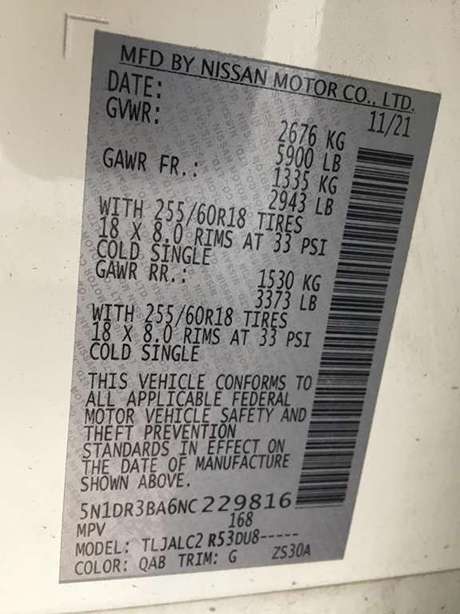 MFD BY NISSAN MOTOR CO., LTD.
DATE: 11/21
GVWR: 2676 KG
5900 LB
GAWR FR.: 1335 KG
2943 LB
WITH 255/60R18 TIRES
18 X 8.0 RIMS AT 33 PSI
COLD SINGLE
GAWR RR.: 1530 KG
3373 LB
WITH 255/60R18 TIRES
18 X 8.0 RIMS AT 33 PSI
COLD SINGLE
THIS VEHICLE CONFORMS TO
ALL APPLICABLE FEDERAL
MOTOR VEHICLE SAFETY AND
THEFT PREVENTION
STANDARDS IN EFFECT ON
THE DATE OF MANUFACTURE
SHOWN ABOVE.
5N1DR3BA6NC229816
MPV 168
MODEL: TLJALC2 R53DU8-----
COLOR: QAB TRIM: G ZS30A